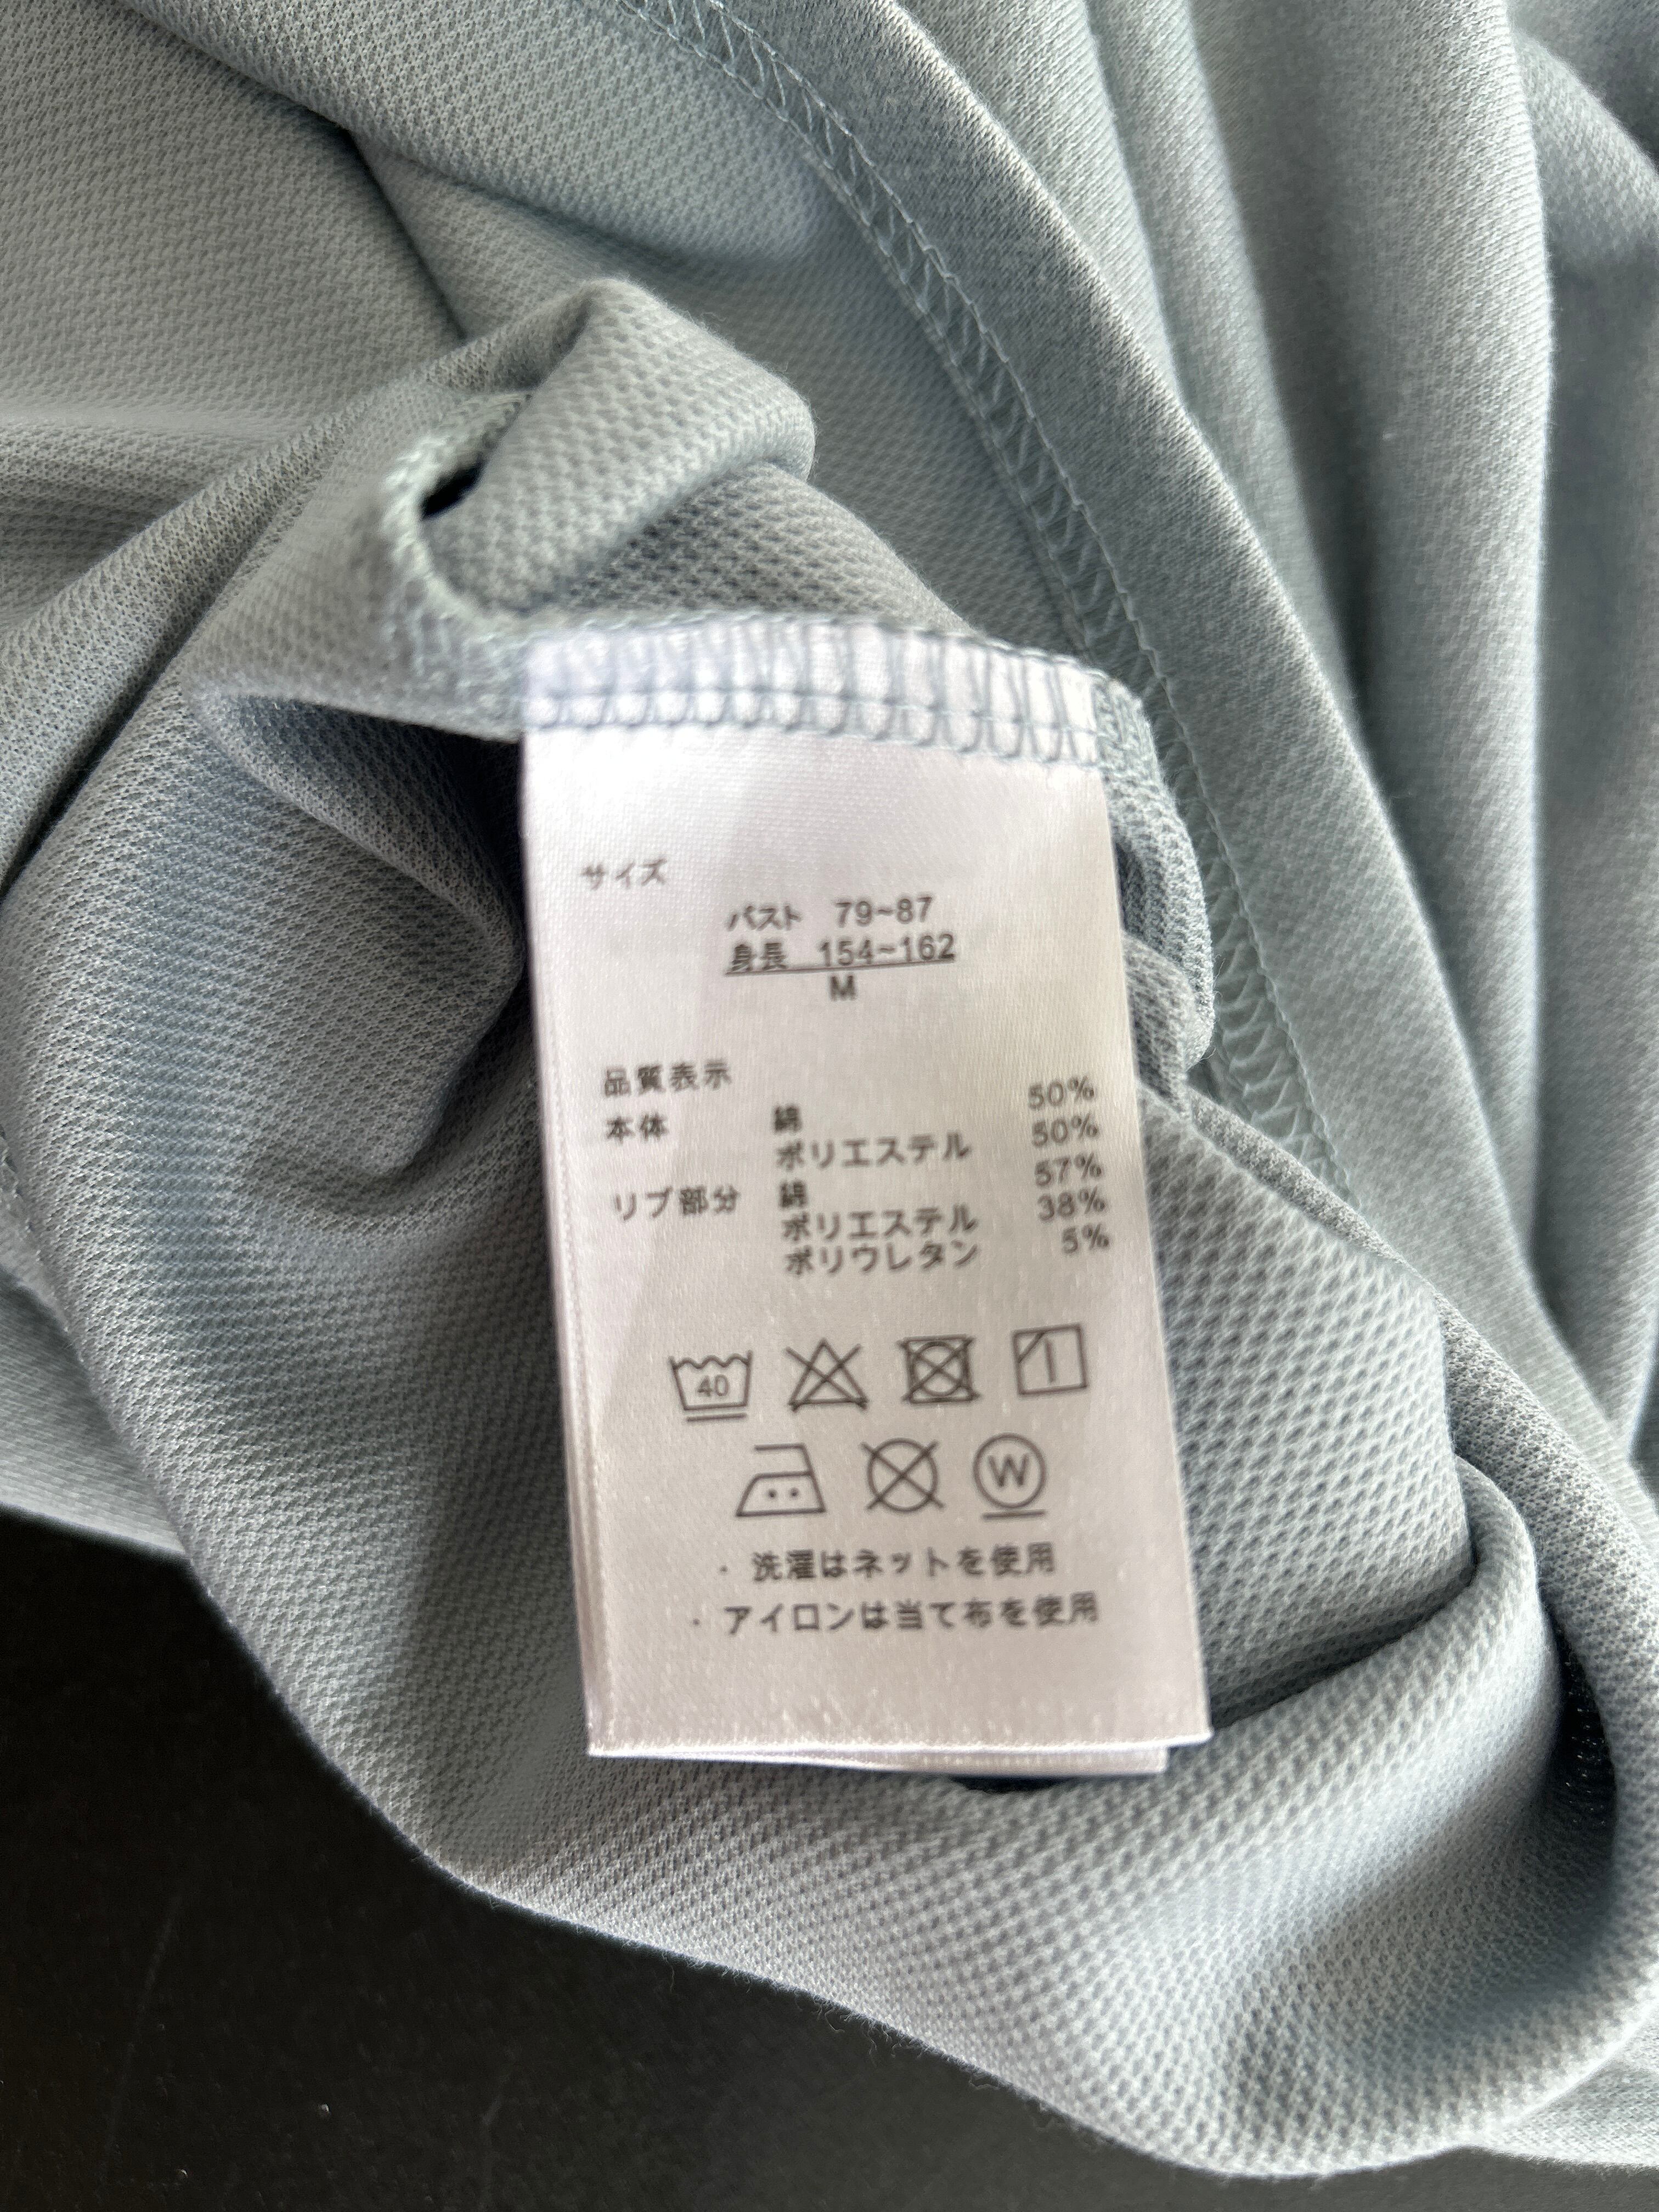 サイズ
バスト 79~87
身長 154~162
M
品質表示
本体 綿 50%
ポリエステル 50%
リブ部分 綿 57%
ポリエステル 38%
ポリウレタン 5%
40
W
・洗濯はネットを使用
・アイロンは当て布を使用